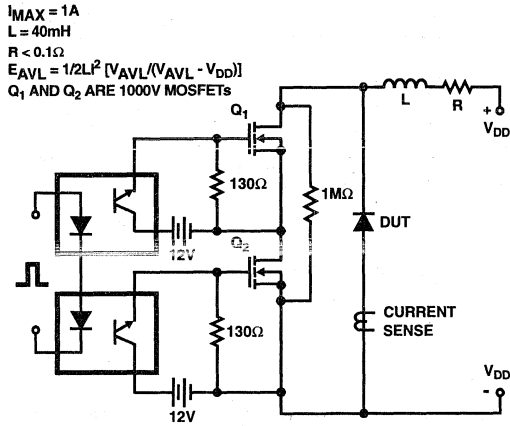 IMAX = 1A
L = 40mH
R < 0.1Ω
EAVL = 1/2LI² [VAVL/(VAVL - VDD)]
Q1 AND Q2 ARE 1000V MOSFETs
Q1
L
R
+
VDD
130Ω
1MΩ
DUT
12V
Q2
130Ω
CURRENT
SENSE
VDD
-
12V